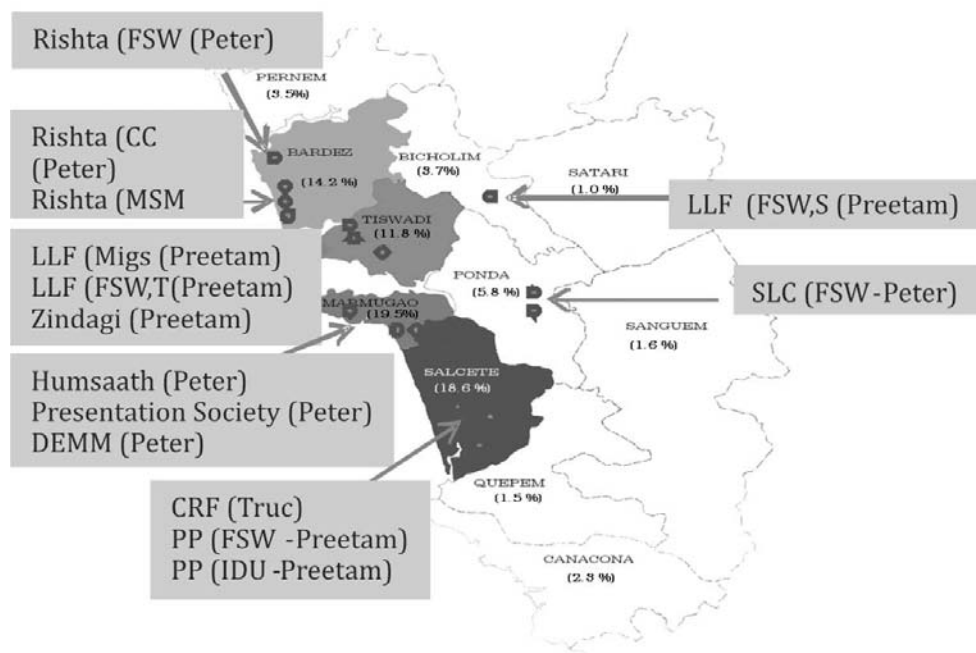 Rishta (FSW (Peter)
PERNEM
(3.5%)
Rishta (CC
(Peter)
Rishta (MSM
BARDEZ
(14.2 %)
BICHOLIM
(3.7%)
SATARI
(1.0 %)
LLF (FSW,S (Preetam)
TISWADI
(11.8 %)
LLF (Migs (Preetam)
LLF (FSW,T(Preetam)
Zindagi (Preetam)
PONDA
(5.8 %)
SLC (FSW -Peter)
MARMUGAO
(19.5%)
SANGUEM
(1.6 %)
Humsaath (Peter)
Presentation Society (Peter)
DEMM (Peter)
SALCETE
(18.6 %)
CRF (Truc)
PP (FSW -Preetam)
PP (IDU -Preetam)
QUEPEM
(1.5 %)
CANACONA
(2.3 %)